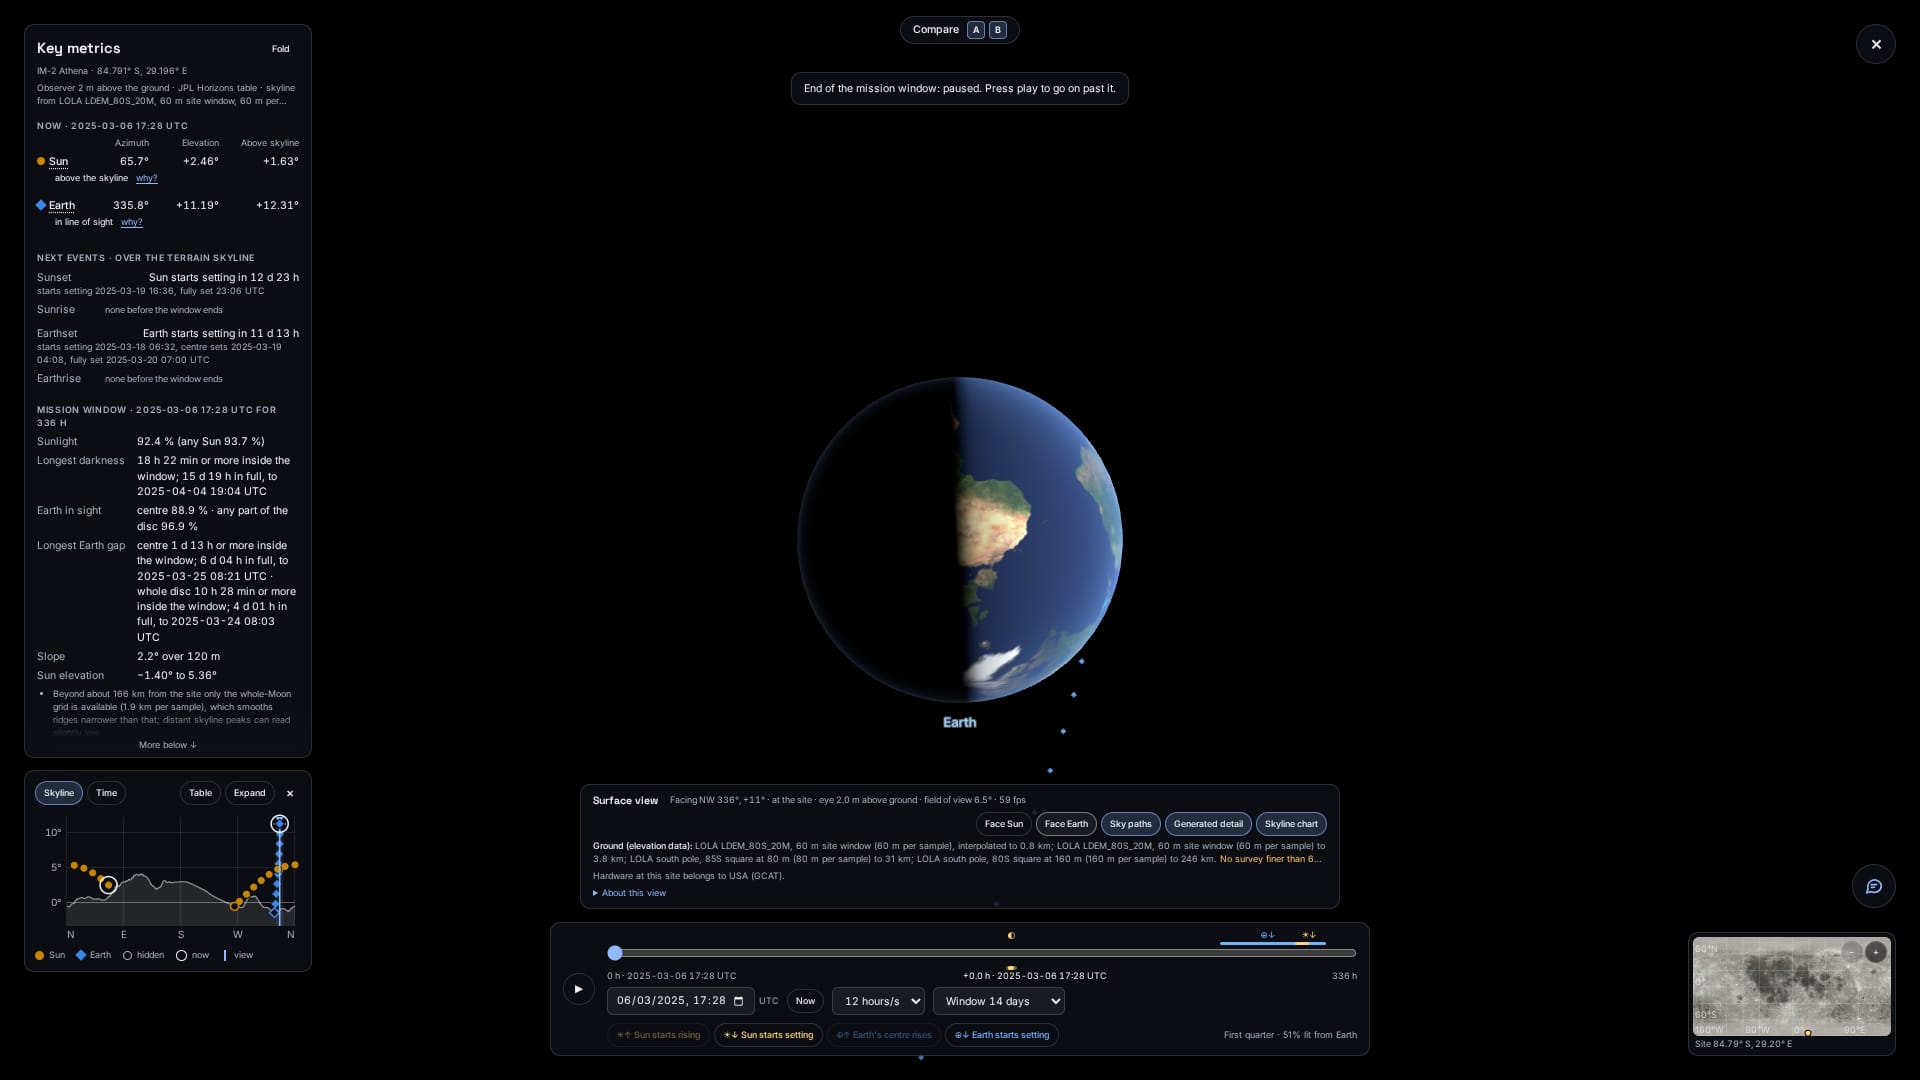 Compare A B
Key metrics
Fold
IM-2 Athena · 84.791° S, 29.196° E
Observer 2 m above the ground · JPL Horizons table · skyline
from LOLA LDEM_80S_20M, 60 m site window, 60 m per...
End of the mission window: paused. Press play to go on past it.
NOW · 2025-03-06 17:28 UTC
Azimuth Elevation Above skyline
Sun 65.7° +2.46° +1.63°
above the skyline why?
Earth 335.8° +11.19° +12.31°
in line of sight why?
NEXT EVENTS · OVER THE TERRAIN SKYLINE
Sunset Sun starts setting in 12 d 23 h
starts setting 2025-03-19 16:36, fully set 23:06 UTC
Sunrise none before the window ends
Earthset Earth starts setting in 11 d 13 h
starts setting 2025-03-18 06:32, centre sets 2025-03-19
04:08, fully set 2025-03-20 07:00 UTC
Earthrise none before the window ends
MISSION WINDOW · 2025-03-06 17:28 UTC FOR
336 H
Sunlight 92.4 % (any Sun 93.7 %)
Longest darkness 18 h 22 min or more inside the
window; 15 d 19 h in full, to
2025-04-04 19:04 UTC
Earth in sight centre 88.9 % · any part of the
disc 96.9 %
Longest Earth gap centre 1 d 13 h or more inside
the window; 6 d 04 h in full, to
2025-03-25 08:21 UTC ·
whole disc 10 h 28 min or more
inside the window; 4 d 01 h in
full, to 2025-03-24 08:03
UTC
Slope 2.2° over 120 m
Sun elevation −1.40° to 5.36°
• Beyond about 166 km from the site only the whole-Moon
grid is available (1.9 km per sample), which smooths
ridges narrower than that; distant skyline peaks can read
More below ↓
Earth
Skyline Time Table Expand ×
10°
5°
0°
N E S W N
Sun Earth hidden now view
Surface view Facing NW 336°, +11° · at the site · eye 2.0 m above ground · field of view 6.5° · 59 fps
Face Sun Face Earth Sky paths Generated detail Skyline chart
Ground (elevation data): LOLA LDEM_80S_20M, 60 m site window (60 m per sample), interpolated to 0.8 km; LOLA LDEM_80S_20M, 60 m site window (60 m per sample) to
3.8 km; LOLA south pole, 85S square at 80 m (80 m per sample) to 31 km; LOLA south pole, 80S square at 160 m (160 m per sample) to 246 km. No survey finer than 6...
Hardware at this site belongs to USA (GCAT).
▶ About this view
0 h · 2025-03-06 17:28 UTC +0.0 h · 2025-03-06 17:28 UTC 336 h
06/03/2025, 17:28 UTC Now 12 hours/s Window 14 days
☀↑ Sun starts rising ☀↓ Sun starts setting ⊕↑ Earth's centre rises ⊕↓ Earth starts setting First quarter · 51% lit from Earth
60°N
0°
60°S
180°W 90°W 0° 90°E
Site 84.79° S, 29.20° E